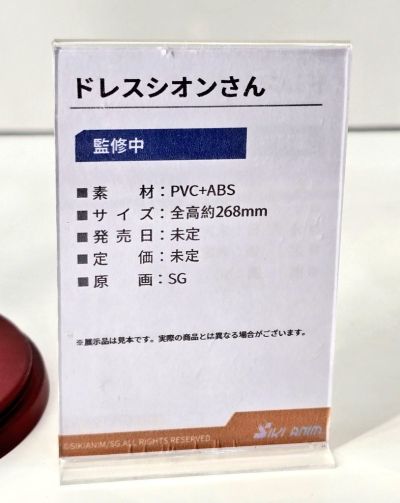 ドレスシオンさん
監修中
■ 素 材：PVC+ABS
■ サ イ ズ：全高約268mm
■ 発 売 日：未定
■ 定 価：未定
■ 原 画：SG
※展示品は見本です。実際の商品とは異なる場合がございます。
©SIKIANIM/SG ALL RIGHTS RESERVED
SIKI ANIM